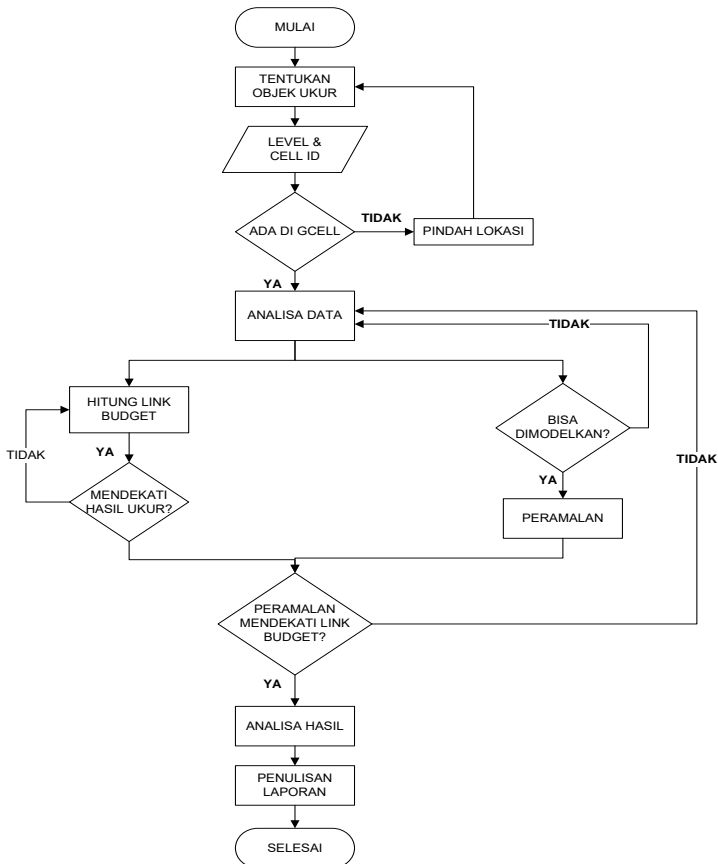 MULAI
TENTUKAN
OBJEK UKUR
LEVEL &
CELL ID
ADA DI GCELL
TIDAK
PINDAH LOKASI
YA
ANALISA DATA
TIDAK
HITUNG LINK
BUDGET
BISA
DIMODELKAN?
TIDAK
YA
TIDAK
MENDEKATI
HASIL UKUR?
YA
PERAMALAN
PERAMALAN
MENDEKATI LINK
BUDGET?
YA
ANALISA HASIL
PENULISAN
LAPORAN
SELESAI